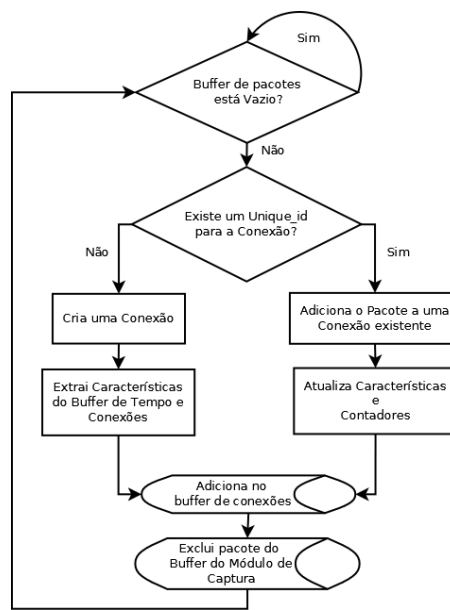 Sim
Buffer de pacotes
está Vazio?
Não
Existe um Unique_id
para a Conexão?
Não
Sim
Cria uma Conexão
Adiciona o Pacote a uma
Conexão existente
Extrai Características
do Buffer de Tempo e
Conexões
Atualiza Características
e
Contadores
Adiciona no
buffer de conexões
Exclui pacote do
Buffer do Módulo de
Captura